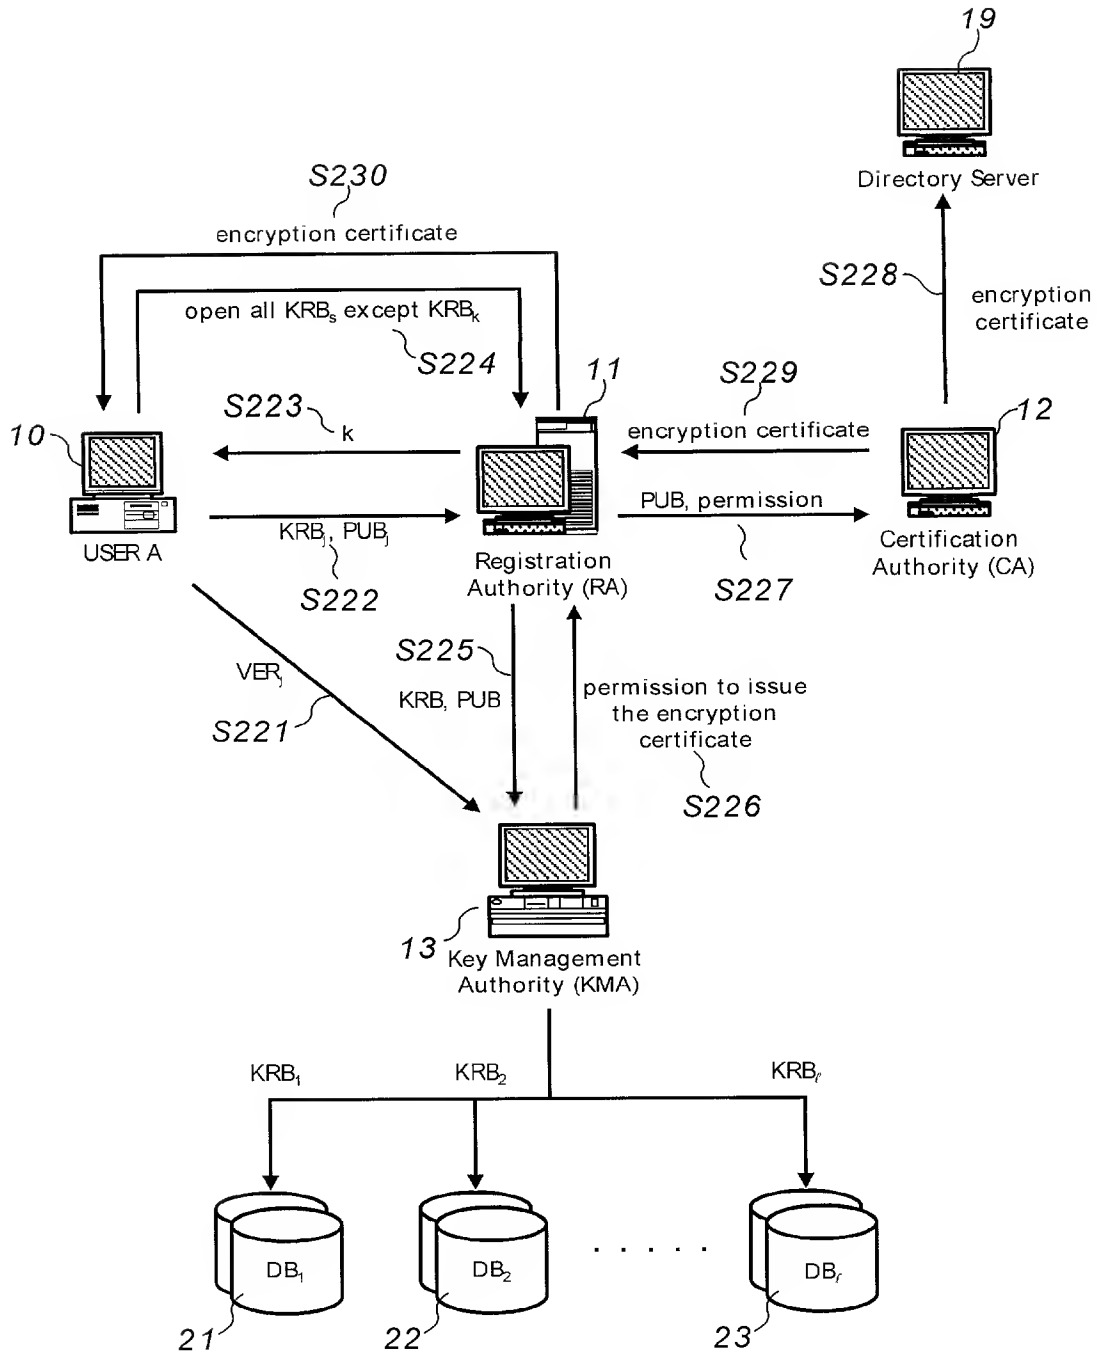 19
Directory Server
S230
encryption certificate
open all KRBs except KRBk
S224
S228
encryption
certificate
S223
k
11
S229
encryption certificate
12
10
USER A
KRBj, PUBj
S222
Registration
Authority (RA)
PUB, permission
S227
Certification
Authority (CA)
VERj
S221
S225
KRB, PUB
permission to issue
the encryption
certificate
S226
13
Key Management
Authority (KMA)
KRB1
KRB2
KRBℓ
DB1
DB2
. . . . .
DBℓ
21
22
23